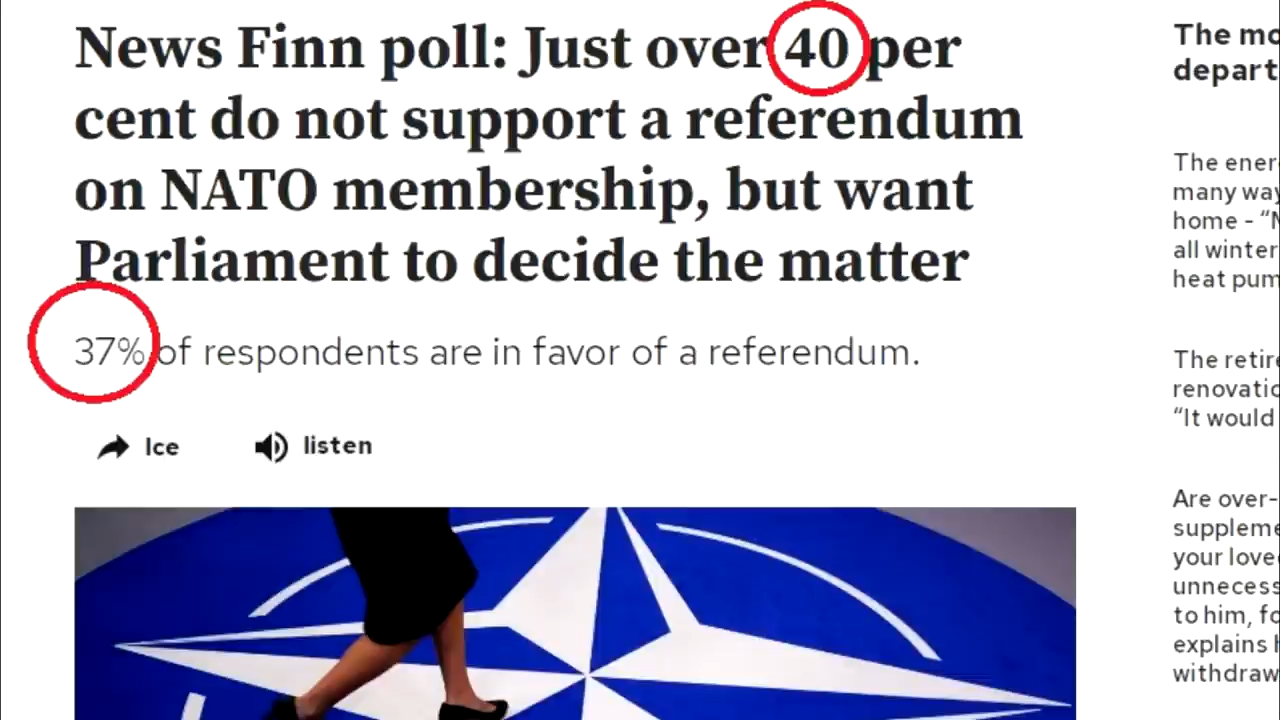 News Finn poll: Just over 40 per
cent do not support a referendum
on NATO membership, but want
Parliament to decide the matter
37% of respondents are in favor of a referendum.
Ice
listen
The mo
depart
The ener
many way
home - “N
all winter
heat pum
The retire
renovatio
“It would
Are over-
suppleme
your love
unnecess
to him, fo
explains h
withdraw